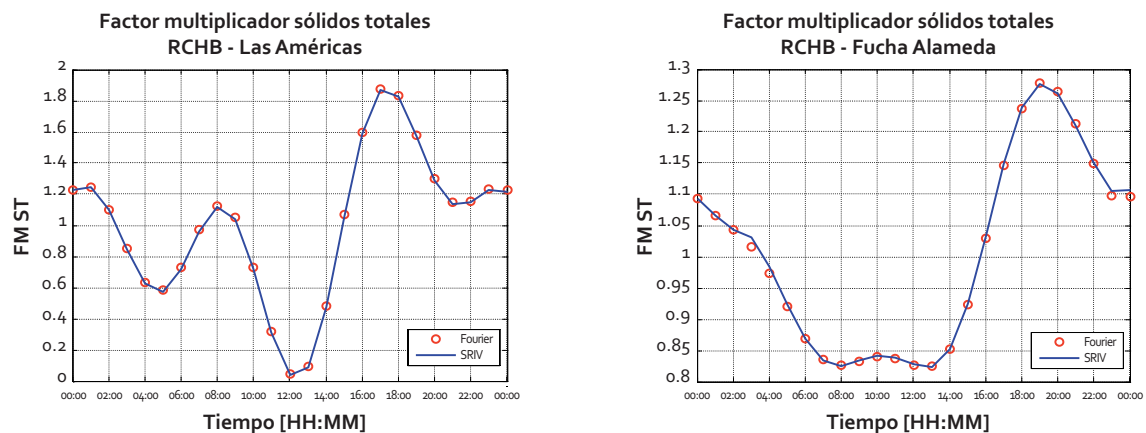 Factor multiplicador sólidos totales
RCHB - Las Américas
FM ST
2
1.8
1.6
1.4
1.2
1
0.8
0.6
0.4
0.2
0
Fourier
SRIV
00:00 02:00 04:00 06:00 08:00 10:00 12:00 14:00 16:00 18:00 20:00 22:00 00:00
Tiempo [HH:MM]
Factor multiplicador sólidos totales
RCHB - Fucha Alameda
FM ST
1.3
1.25
1.2
1.15
1.1
1.05
1
0.95
0.9
0.85
0.8
Fourier
SRIV
00:00 02:00 04:00 06:00 08:00 10:00 12:00 14:00 16:00 18:00 20:00 22:00 00:00
Tiempo [HH:MM]